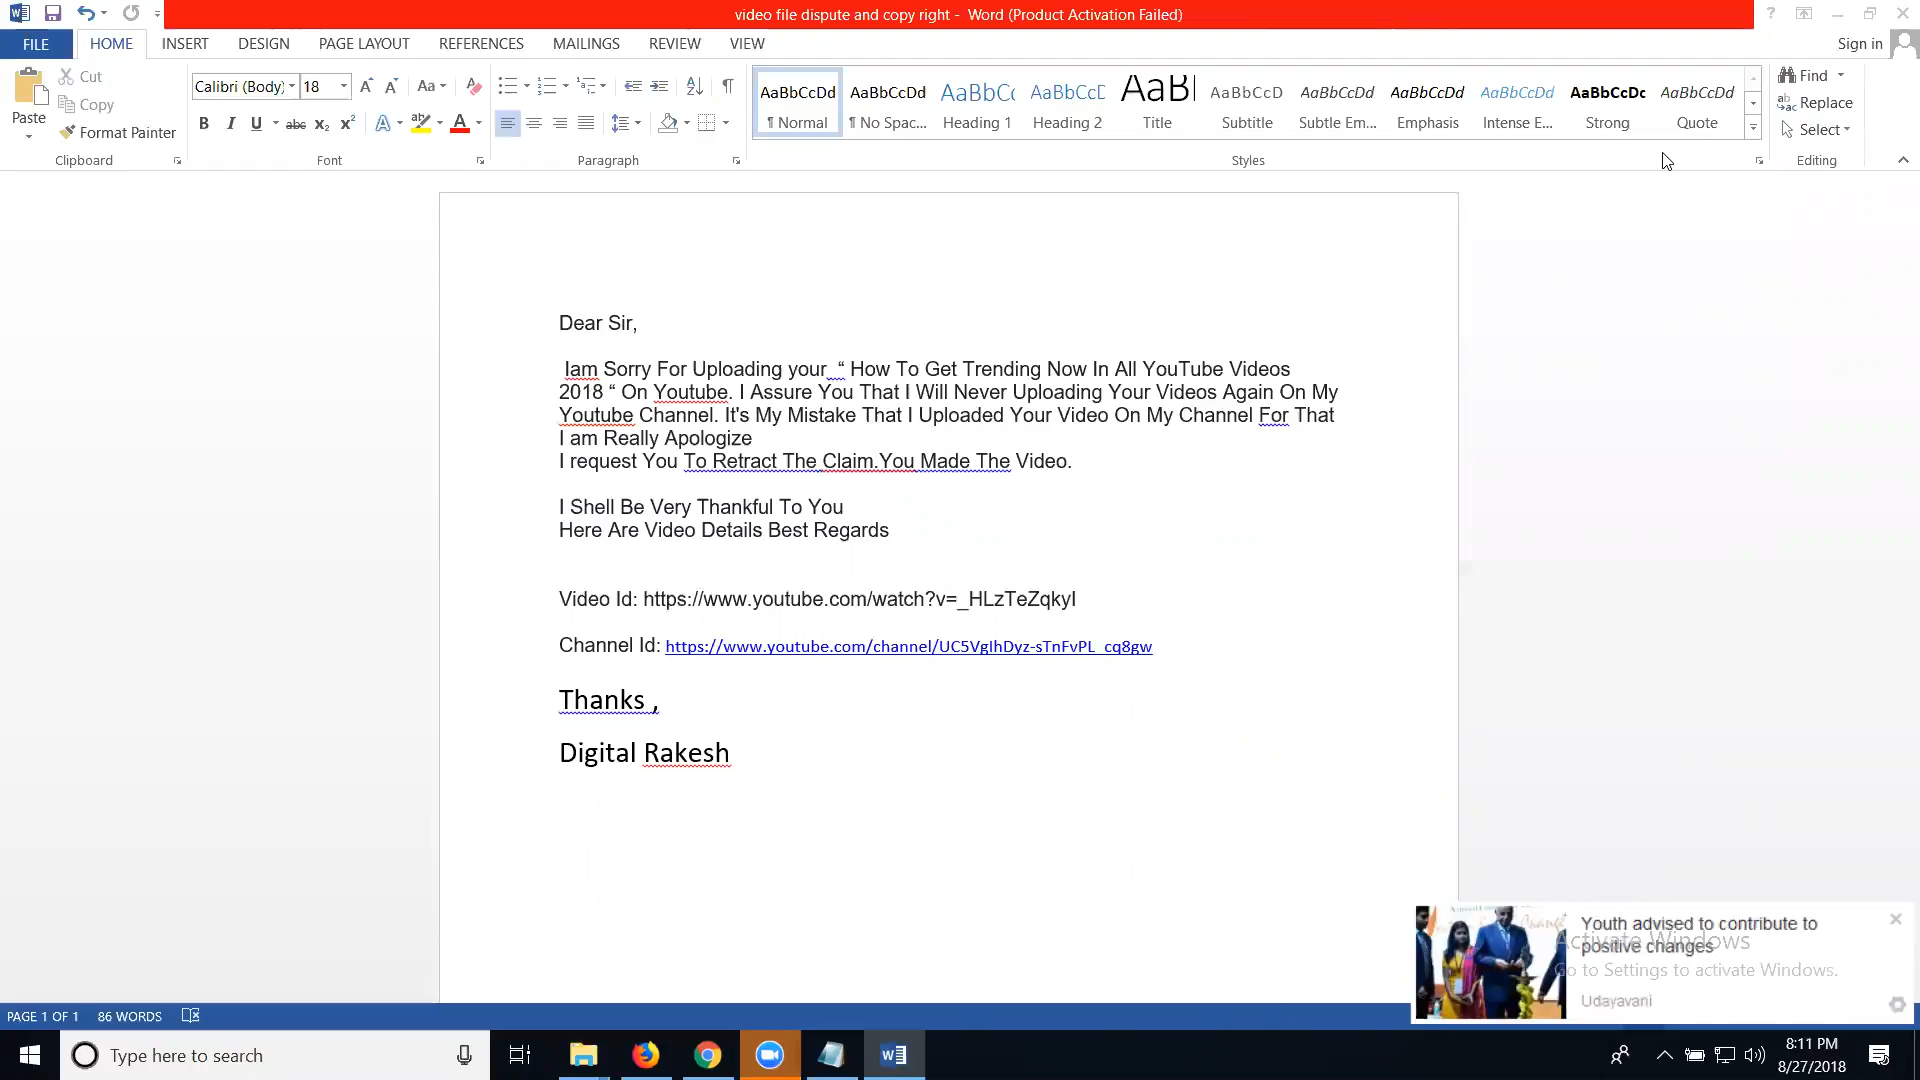 video file dispute and copy right - Word (Product Activation Failed)
FILE HOME INSERT DESIGN PAGE LAYOUT REFERENCES MAILINGS REVIEW VIEW Sign in
Paste
Cut
Copy
Format Painter
Clipboard
Calibri (Body) 18
Font
Paragraph
AaBbCcDd AaBbCcDd AaBbCc AaBbCcC AaBl AaBbCcD AaBbCcDd AaBbCcDd AaBbCcDd AaBbCcDc AaBbCcDd
¶ Normal ¶ No Spac... Heading 1 Heading 2 Title Subtitle Subtle Em... Emphasis Intense E... Strong Quote
Styles
Find
Replace
Select
Editing
Dear Sir,
Iam Sorry For Uploading your “ How To Get Trending Now In All YouTube Videos
2018 “ On Youtube. I Assure You That I Will Never Uploading Your Videos Again On My
Youtube Channel. It's My Mistake That I Uploaded Your Video On My Channel For That
I am Really Apologize
I request You To Retract The Claim.You Made The Video.
I Shell Be Very Thankful To You
Here Are Video Details Best Regards
Video Id: https://www.youtube.com/watch?v=_HLzTeZqkyI
Channel Id: https://www.youtube.com/channel/UC5VgIhDyz-sTnFvPL_cq8gw
Thanks ,
Digital Rakesh
Youth advised to contribute to
positive changes
Udayavani
Activate Windows
Go to Settings to activate Windows.
PAGE 1 OF 1 86 WORDS
Type here to search
8:11 PM
8/27/2018